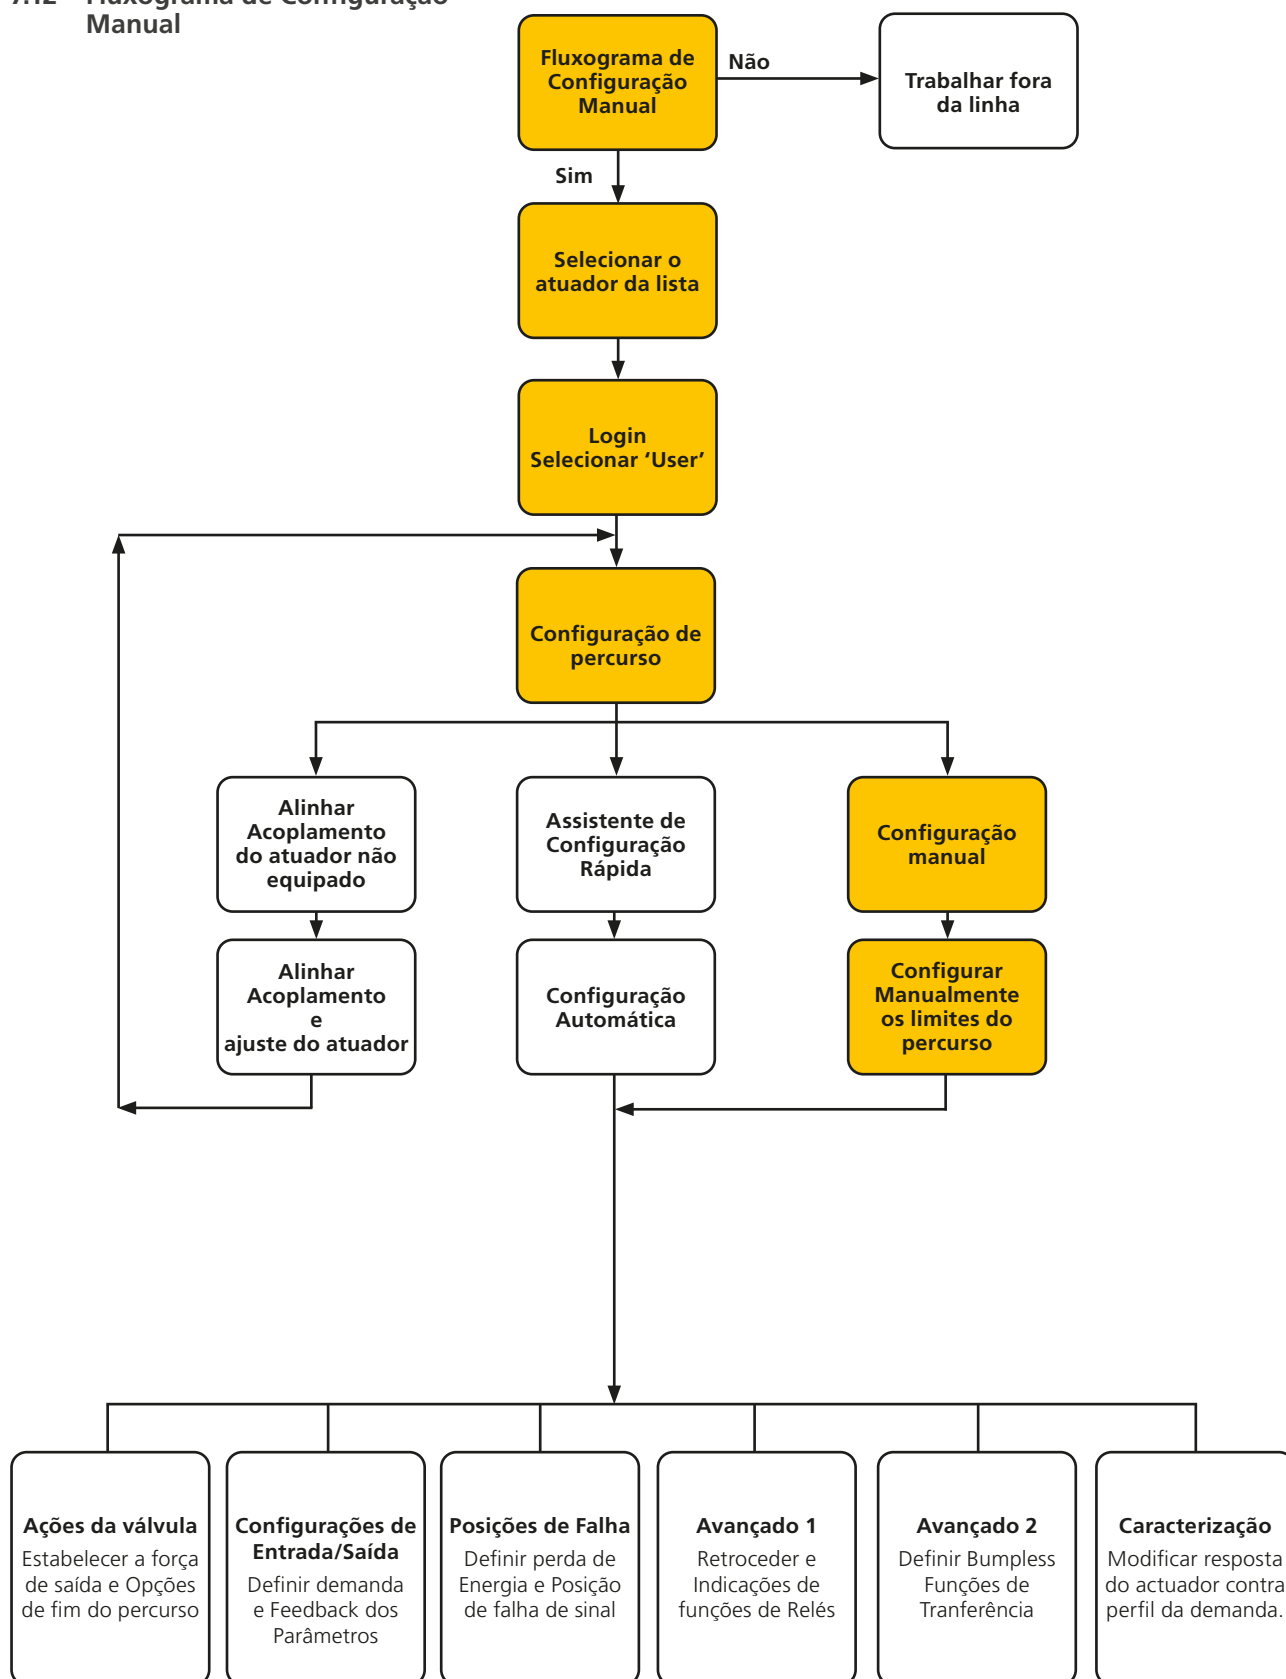 7.12 Fluxograma de Configuração
Manual
Fluxograma de
Configuração
Manual
Não
Trabalhar fora
da linha
Sim
Selecionar o
atuador da lista
Login
Selecionar ‘User’
Configuração de
percurso
Alinhar
Acoplamento
do atuador não
equipado
Assistente de
Configuração
Rápida
Configuração
manual
Alinhar
Acoplamento
e
ajuste do atuador
Configuração
Automática
Configurar
Manualmente
os limites do
percurso
Ações da válvula
Estabelecer a força
de saída e Opções
de fim do percurso
Configurações de
Entrada/Saída
Definir demanda
e Feedback dos
Parâmetros
Posições de Falha
Definir perda de
Energia e Posição
de falha de sinal
Avançado 1
Retroceder e
Indicações de
funções de Relés
Avançado 2
Definir Bumpless
Funções de
Tranferência
Caracterização
Modificar resposta
do actuador contra
perfil da demanda.